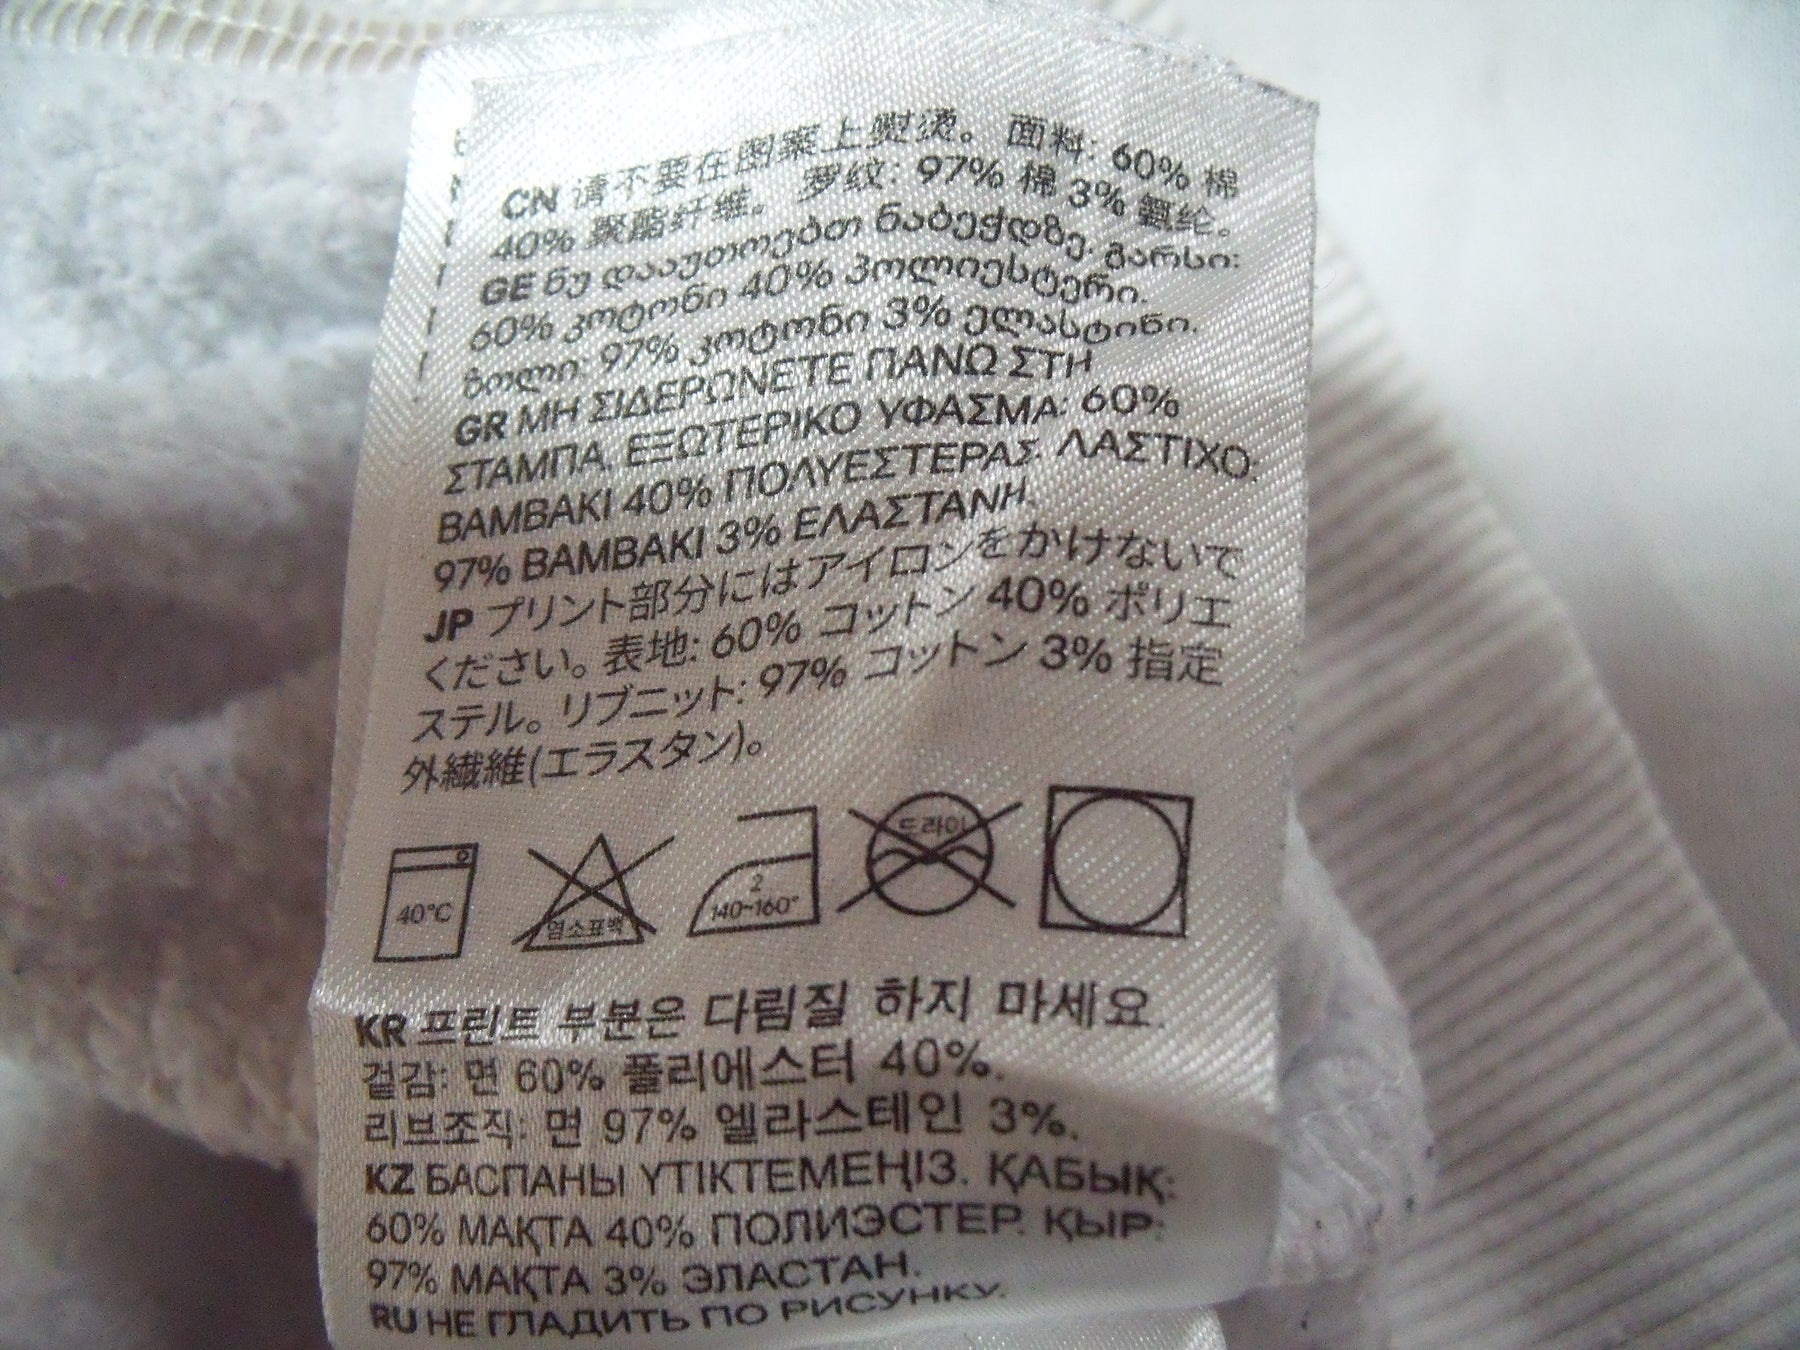 CN 请不要在图案上熨烫。 面料: 60% 棉
40% 聚酯纤维。 罗纹: 97% 棉 3% 氨纶。
GE ნუ დააუთოებთ ნაბეჭდზე. გარსი:
60% კოტონი 40% პოლიესტერი.
ზოლი: 97% კოტონი 3% ელასტინი.
GR ΜΗ ΣΙΔΕΡΩΝΕΤΕ ΠΑΝΩ ΣΤΗ
ΣΤΑΜΠΑ. ΕΞΩΤΕΡΙΚΟ ΥΦΑΣΜΑ: 60%
ΒΑΜΒΑΚΙ 40% ΠΟΛΥΕΣΤΕΡΑΣ. ΛΑΣΤΙΧΟ:
97% ΒΑΜΒΑΚΙ 3% ΕΛΑΣΤΑΝΗ.
JP プリント部分にはアイロンをかけないで
ください。表地: 60% コットン 40% ポリエ
ステル。リブニット: 97% コットン 3% 指定
外繊維(エラスタン)。
40°C 염소표백 2 140~160° 드라이
KR 프린트 부분은 다림질 하지 마세요.
겉감: 면 60% 폴리에스터 40%.
리브조직: 면 97% 엘라스테인 3%.
KZ БАСПАНЫ ҮТІКТЕМЕҢІЗ. ҚАБЫҚ:
60% МАҚТА 40% ПОЛИЭСТЕР. ҚЫР:
97% МАҚТА 3% ЭЛАСТАН.
RU НЕ ГЛАДИТЬ ПО РИСУНКУ.